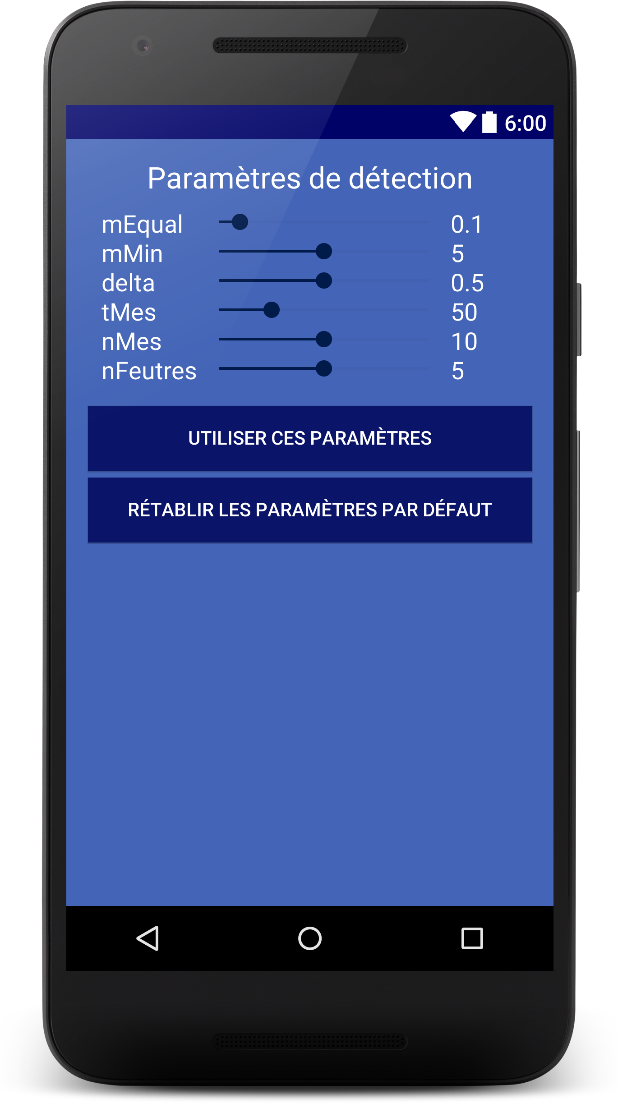 6:00
Paramètres de détection
mEqual 0.1
mMin 5
delta 0.5
tMes 50
nMes 10
nFeutres 5
UTILISER CES PARAMÈTRES
RÉTABLIR LES PARAMÈTRES PAR DÉFAUT